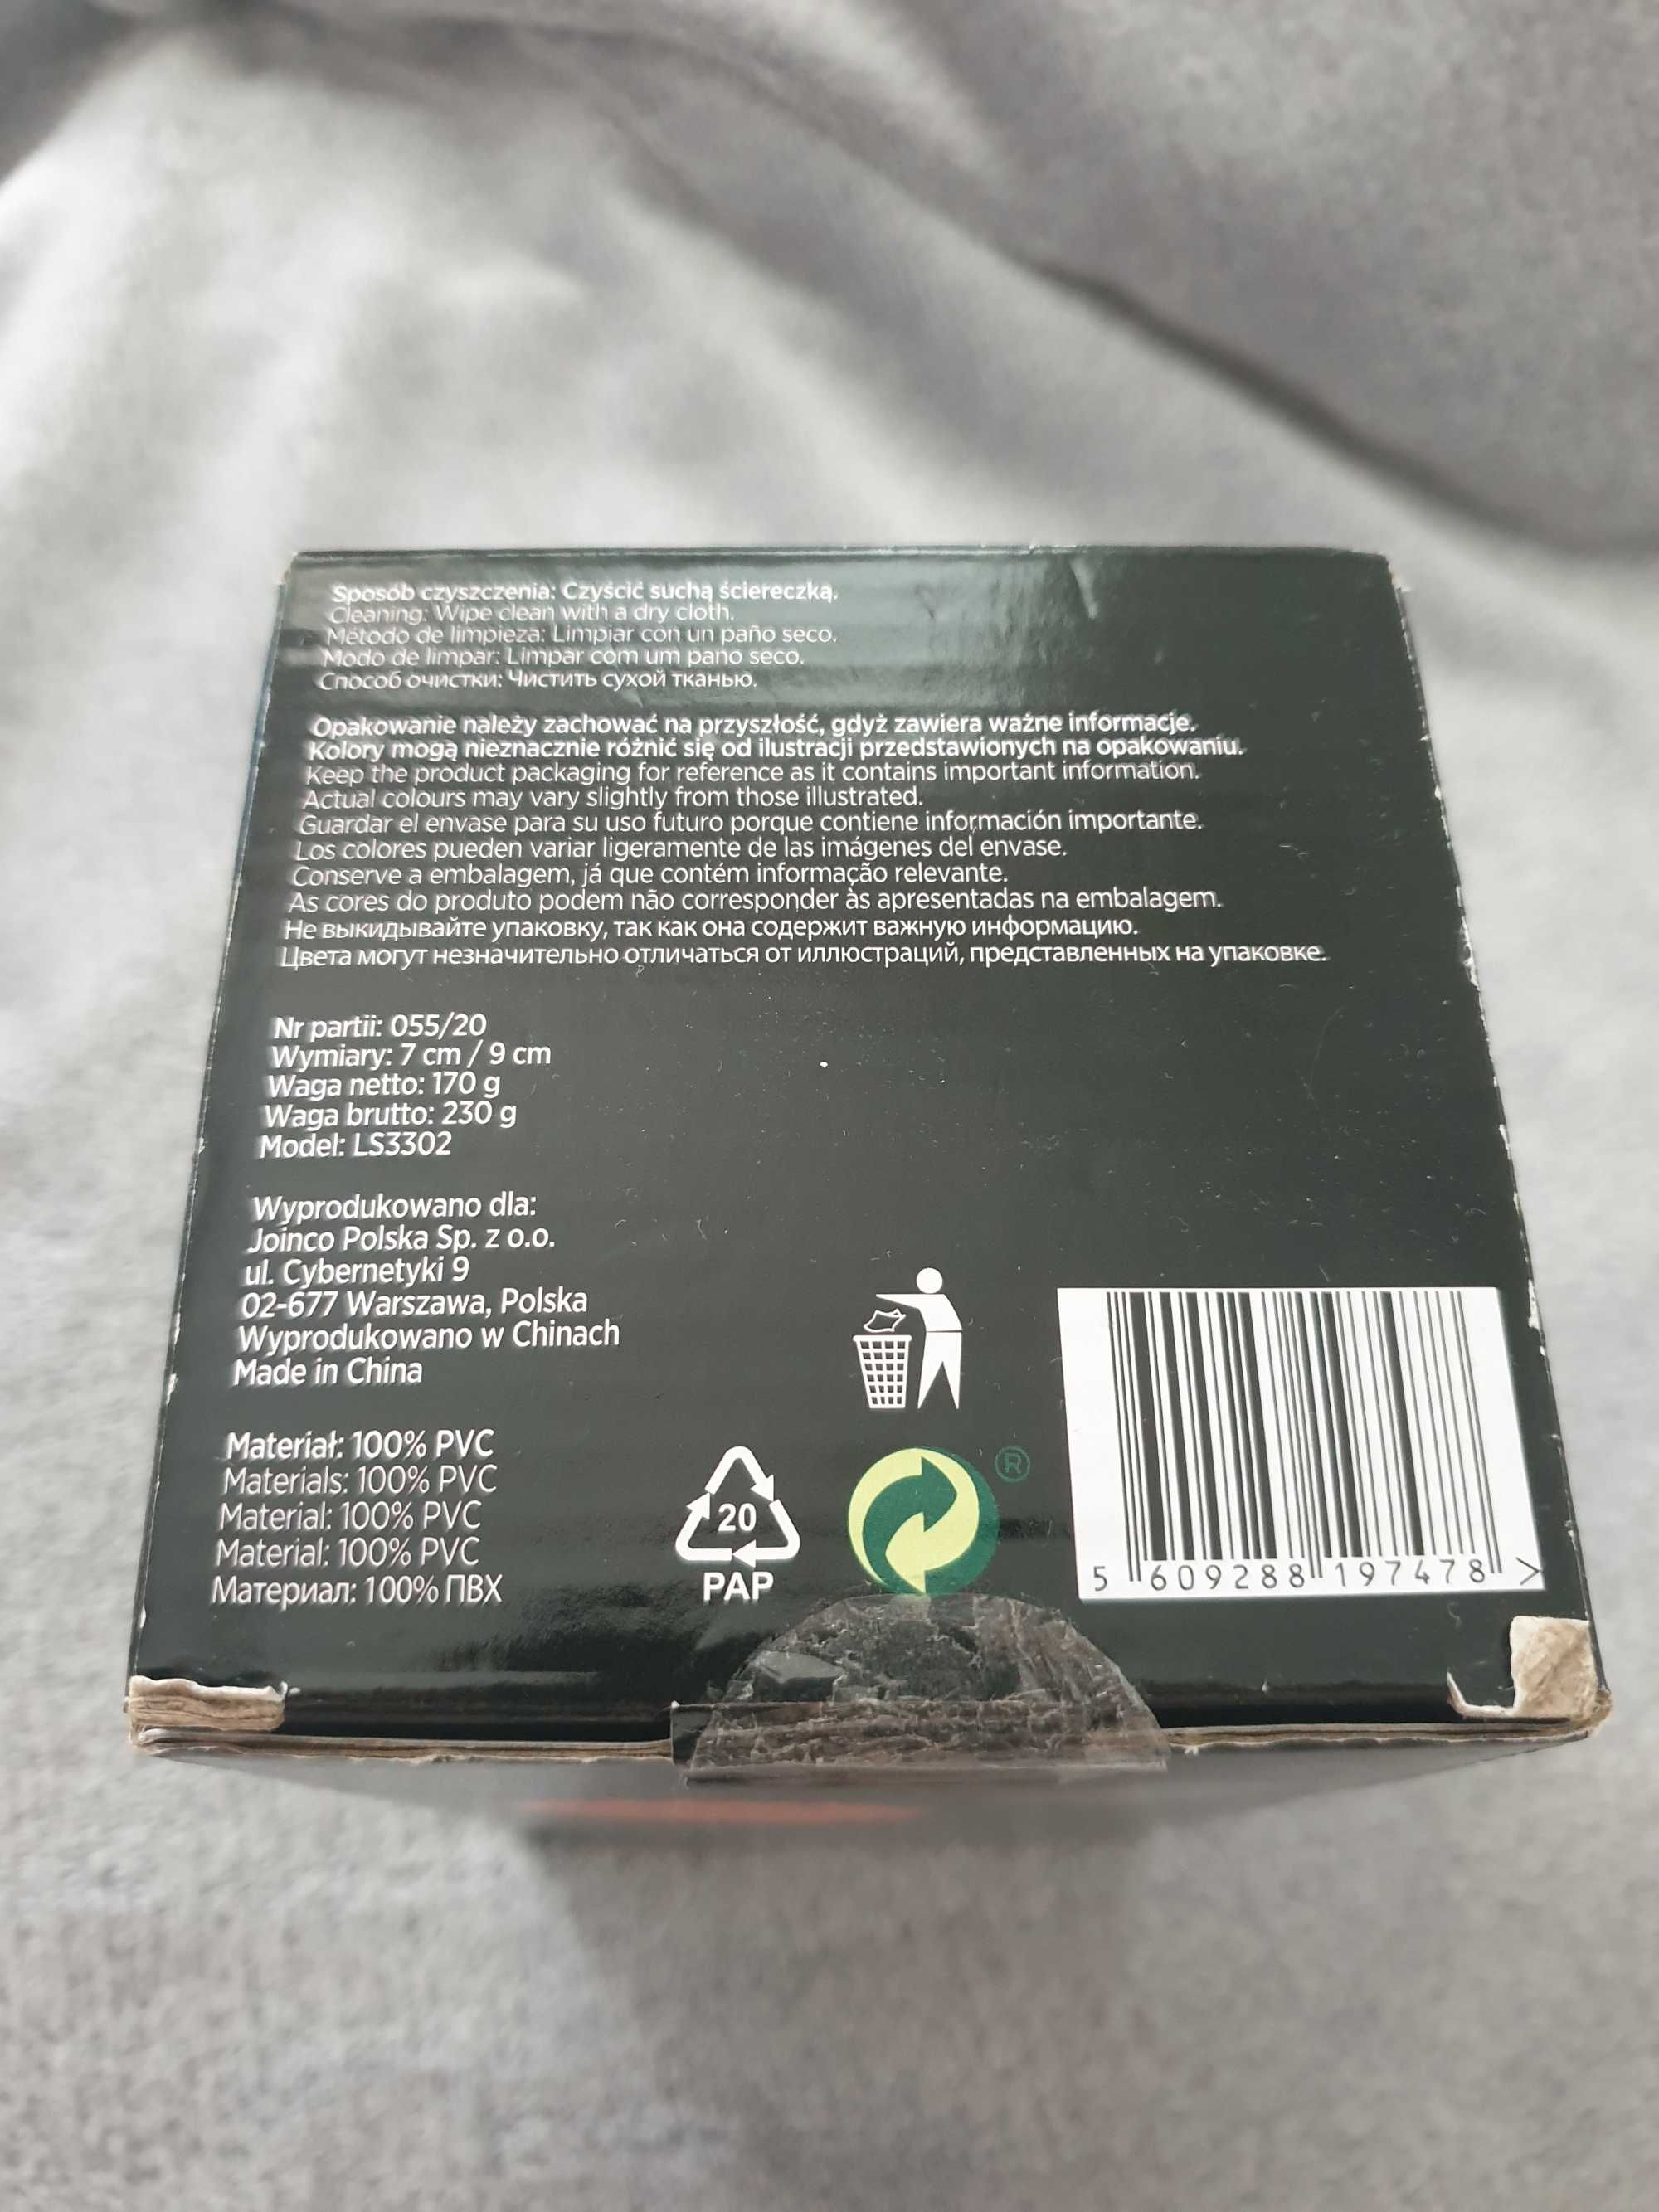 Sposób czyszczenia: Czyścić suchą ściereczką.
Cleaning: Wipe clean with a dry cloth.
Método de limpieza: Limpiar con un paño seco.
Modo de limpar: Limpar com um pano seco.
Способ очистки: Чистить сухой тканью.
Opakowanie należy zachować na przyszłość, gdyż zawiera ważne informacje.
Kolory mogą nieznacznie różnić się od ilustracji przedstawionych na opakowaniu.
Keep the product packaging for reference as it contains important information.
Actual colours may vary slightly from those illustrated.
Guardar el envase para su uso futuro porque contiene información importante.
Los colores pueden variar ligeramente de las imágenes del envase.
Conserve a embalagem, já que contém informação relevante.
As cores do produto podem não corresponder às apresentadas na embalagem.
Не выкидывайте упаковку, так как она содержит важную информацию.
Цвета могут незначительно отличаться от иллюстраций, представленных на упаковке.
Nr partii: 055/20
Wymiary: 7 cm / 9 cm
Waga netto: 170 g
Waga brutto: 230 g
Model: LS3302
Wyprodukowano dla:
Joinco Polska Sp. z o.o.
ul. Cybernetyki 9
02-677 Warszawa, Polska
Wyprodukowano w Chinach
Made in China
Materiał: 100% PVC
Materials: 100% PVC
Material: 100% PVC
Material: 100% PVC
Материал: 100% ПВХ
20
PAP
®
5 609288 197478 >